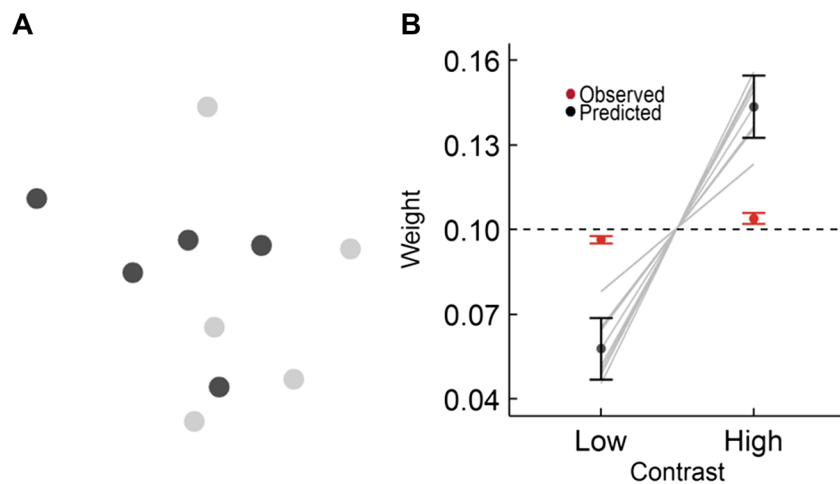 A
B
0.16
Observed
Predicted
0.13
0.10
0.07
0.04
Weight
Low
High
Contrast